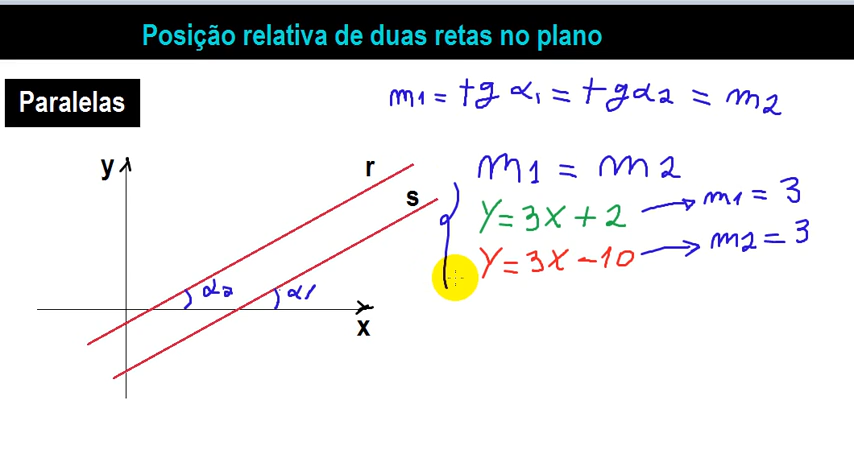 Posição relativa de duas retas no plano
Paralelas
m1 = tg α1 = tg α2 = m2
m1 = m2
y = 3x + 2 → m1 = 3
y = 3x - 10 → m2 = 3
y
r
s
α2
α1
x